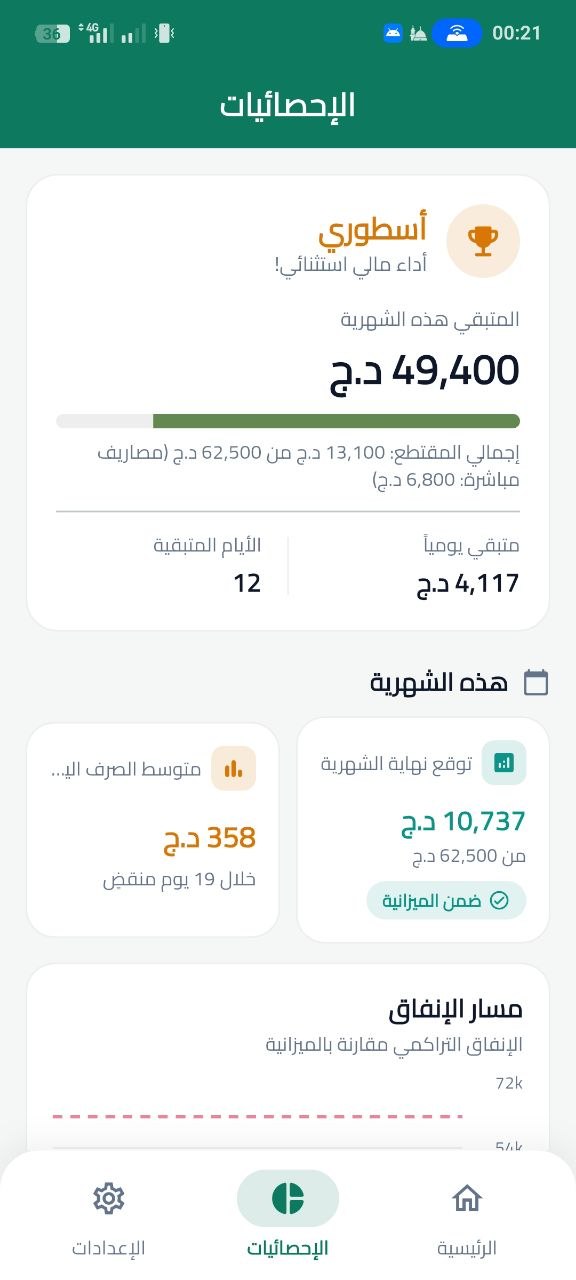 36 4G 00:21
الإحصائيات
أسطوري
أداء مالي استثنائي!
المتبقي هذه الشهرية
49,400 د.ج
إجمالي المقتطع: 13,100 د.ج من 62,500 د.ج (مصاريف
مباشرة: 6,800 د.ج)
متبقي يومياً
4,117 د.ج
الأيام المتبقية
12
هذه الشهرية
توقع نهاية الشهرية
10,737 د.ج
من 62,500 د.ج
ضمن الميزانية
متوسط الصرف الي...
358 د.ج
خلال 19 يوم منقضٍ
مسار الإنفاق
الإنفاق التراكمي مقارنة بالميزانية
72k
54k
الرئيسية
الإحصائيات
الإعدادات